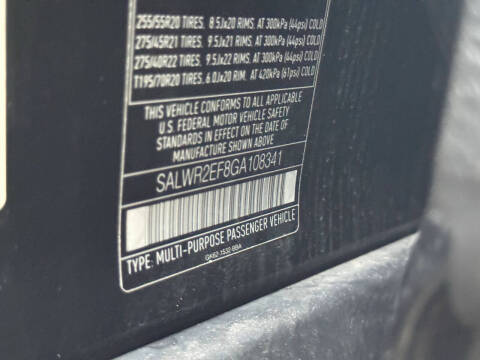 255/55R20 TIRES. 8.5Jx20 RIMS. AT 300kPA (44psi) COLD
275/45R21 TIRES. 9.5Jx21 RIMS. AT 300kPA (44psi) COLD
275/40R22 TIRES. 9.5Jx22 RIMS. AT 300kPA (44psi) COLD
T195/70R20 TIRES. 6.0Jx20 RIM. AT 420kPA (61psi) COLD
THIS VEHICLE CONFORMS TO ALL APPLICABLE
U.S. FEDERAL MOTOR VEHICLE SAFETY
STANDARDS IN EFFECT ON THE DATE OF
MANUFACTURE SHOWN ABOVE
SALWR2EF8GA108341
TYPE: MULTI-PURPOSE PASSENGER VEHICLE